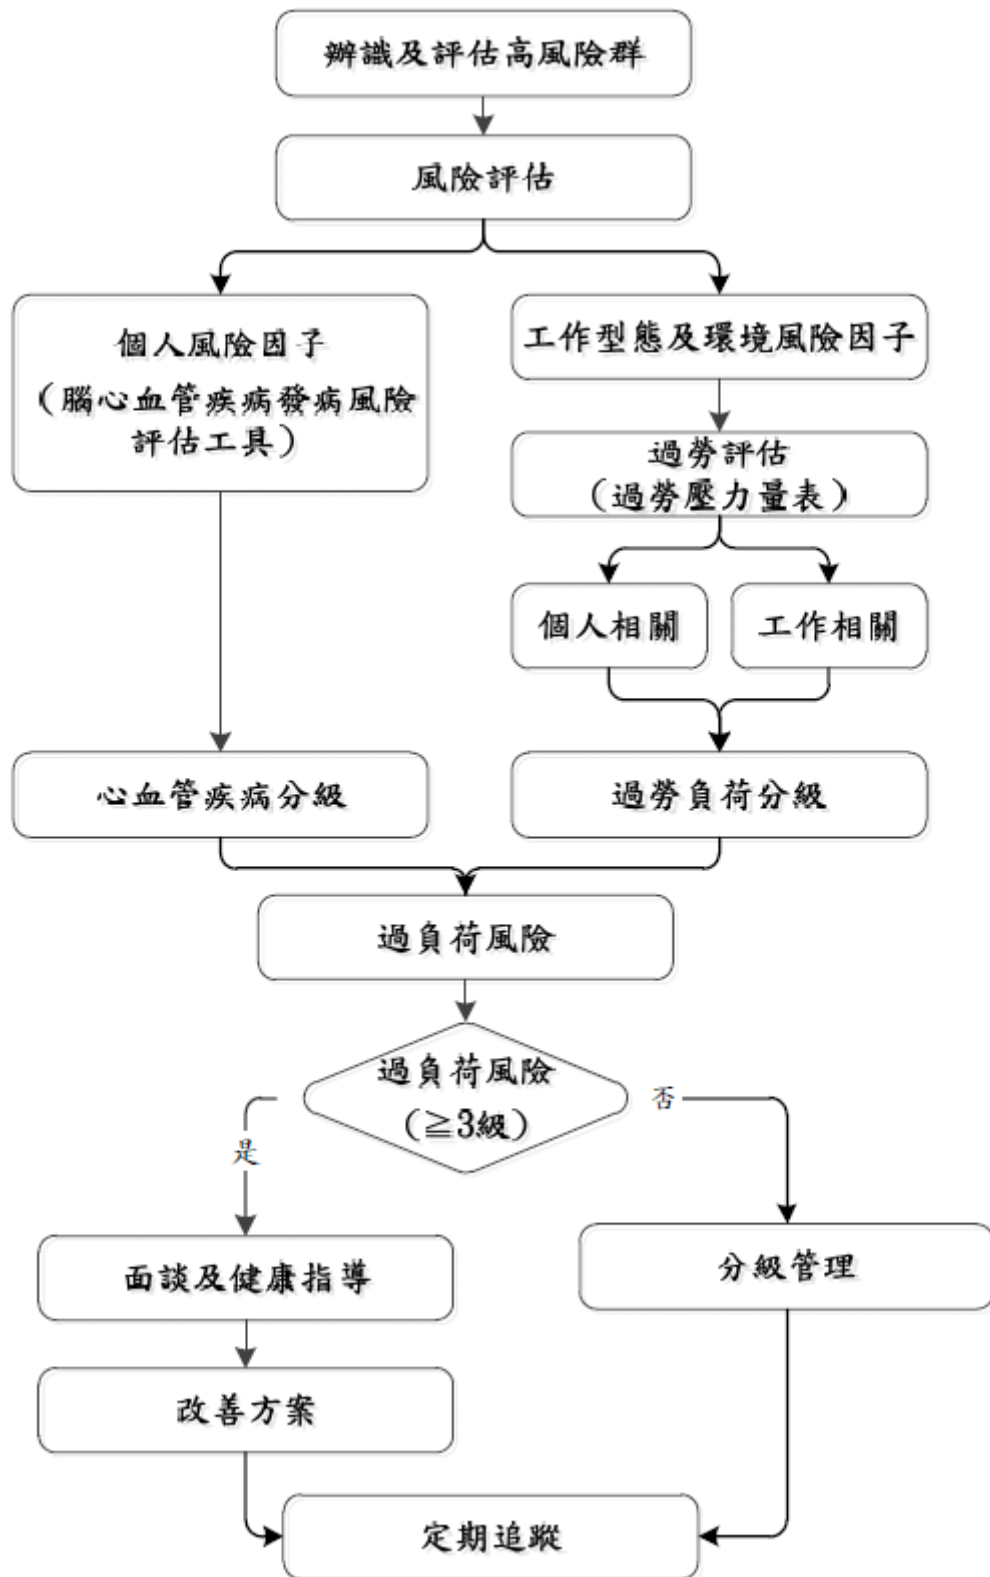 辦識及評估高風險群
風險評估
個人風險因子
（腦心血管疾病發病風險
評估工具）
工作型態及環境風險因子
過勞評估
（過勞壓力量表）
個人相關
工作相關
心血管疾病分級
過勞負荷分級
過負荷風險
過負荷風險
（≧3級）
是
否
面談及健康指導
分級管理
改善方案
定期追蹤